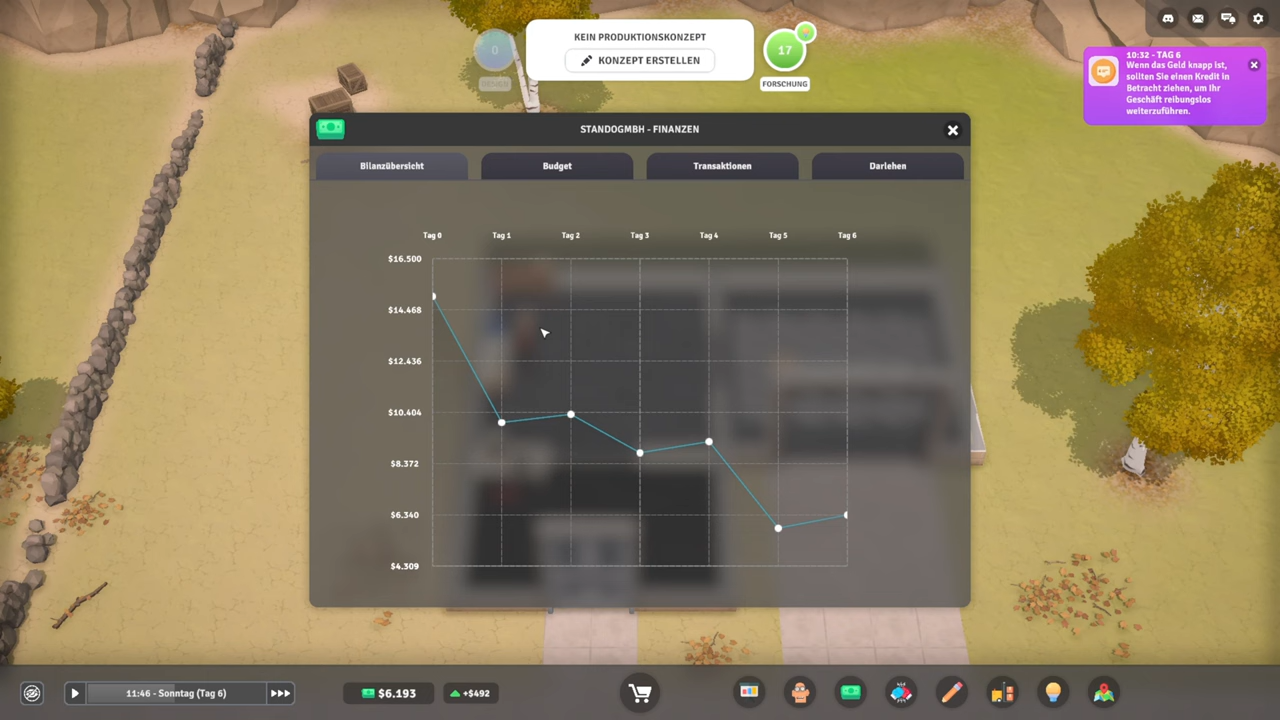 0
KEIN PRODUKTIONSKONZEPT
KONZEPT ERSTELLEN
17
FORSCHUNG
10:32 - TAG 6
Wenn das Geld knapp ist,
sollten Sie einen Kredit in
Betracht ziehen, um Ihr
Geschäft reibungslos
weiterzuführen.
STANDOGMBH - FINANZEN
Bilanzübersicht
Budget
Transaktionen
Darlehen
Tag 0
Tag 1
Tag 2
Tag 3
Tag 4
Tag 5
Tag 6
$16.500
$14.468
$12.436
$10.404
$8.372
$6.340
$4.309
11:46 - Sonntag (Tag 6)
$6.193
+$492